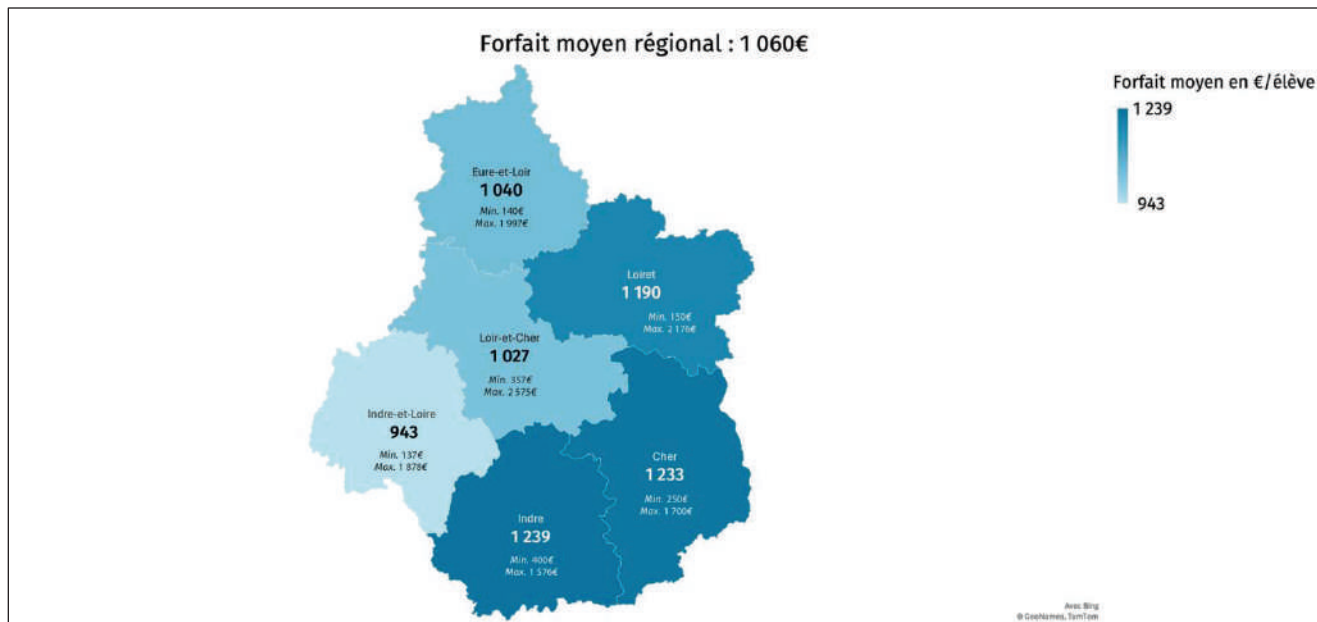 Forfait moyen régional : 1 060€
Forfait moyen en €/élève
1 239
943
Eure-et-Loir
1 040
Min. 140€
Max. 1 997€
Loiret
1 190
Min. 150€
Max. 2 176€
Loir-et-Cher
1 027
Min. 357€
Max. 2 575€
Indre-et-Loire
943
Min. 137€
Max. 1 878€
Cher
1 233
Min. 250€
Max. 1 700€
Indre
1 239
Min. 400€
Max. 1 576€
Avec Bing
© GeoNames, TomTom